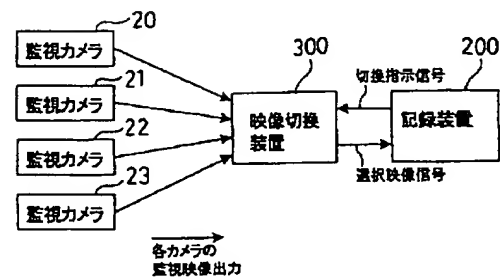 20
監視カメラ
21
監視カメラ
22
監視カメラ
23
監視カメラ
300
映像切換
装置
切換指示信号
200
記録装置
選択映像信号
各カメラの
監視映像出力